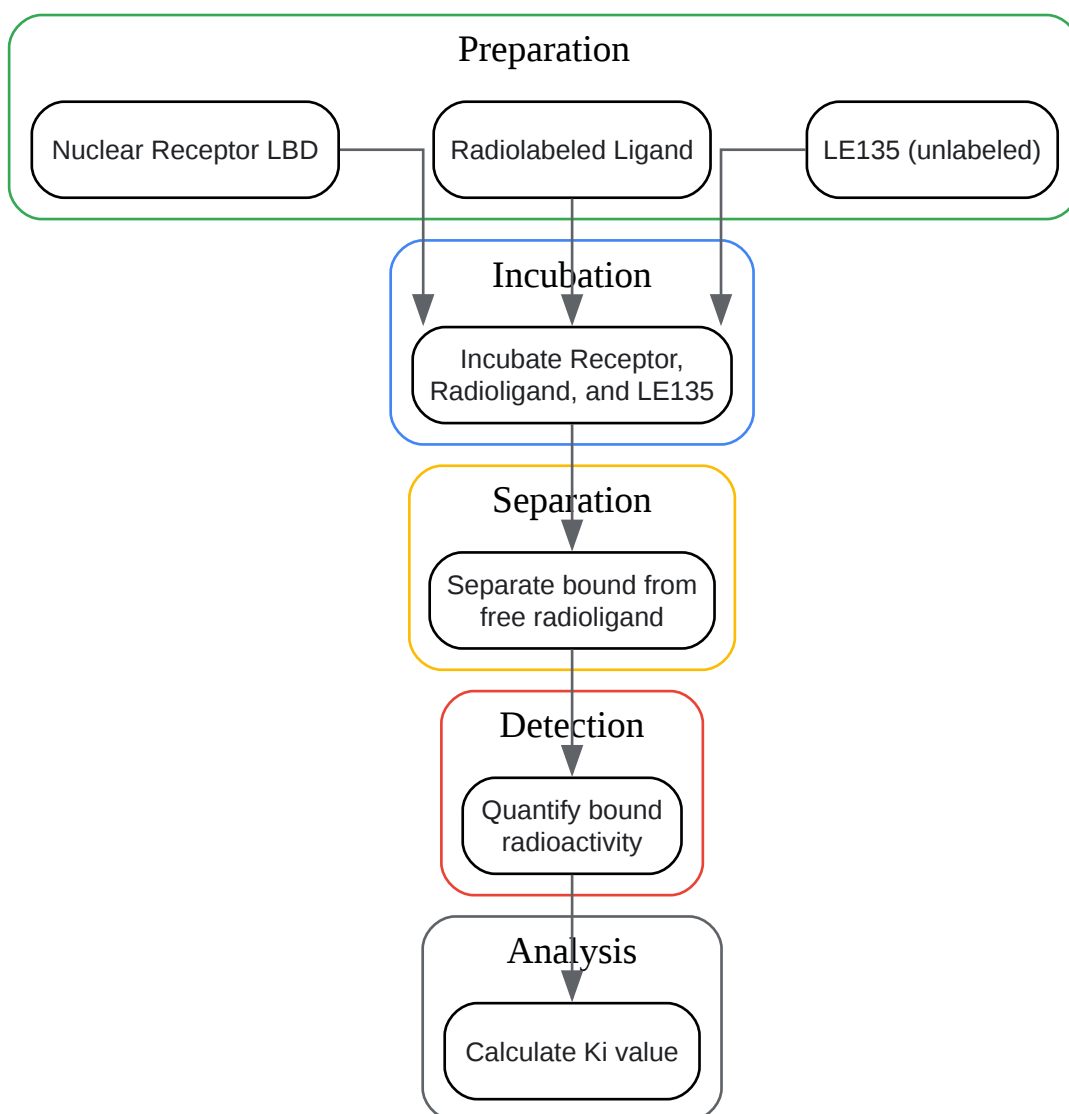 Preparation
Nuclear Receptor LBD
Radiolabeled Ligand
LE135 (unlabeled)
Incubation
Incubate Receptor,
Radioligand, and LE135
Separation
Separate bound from
free radioligand
Detection
Quantify bound
radioactivity
Analysis
Calculate Ki value